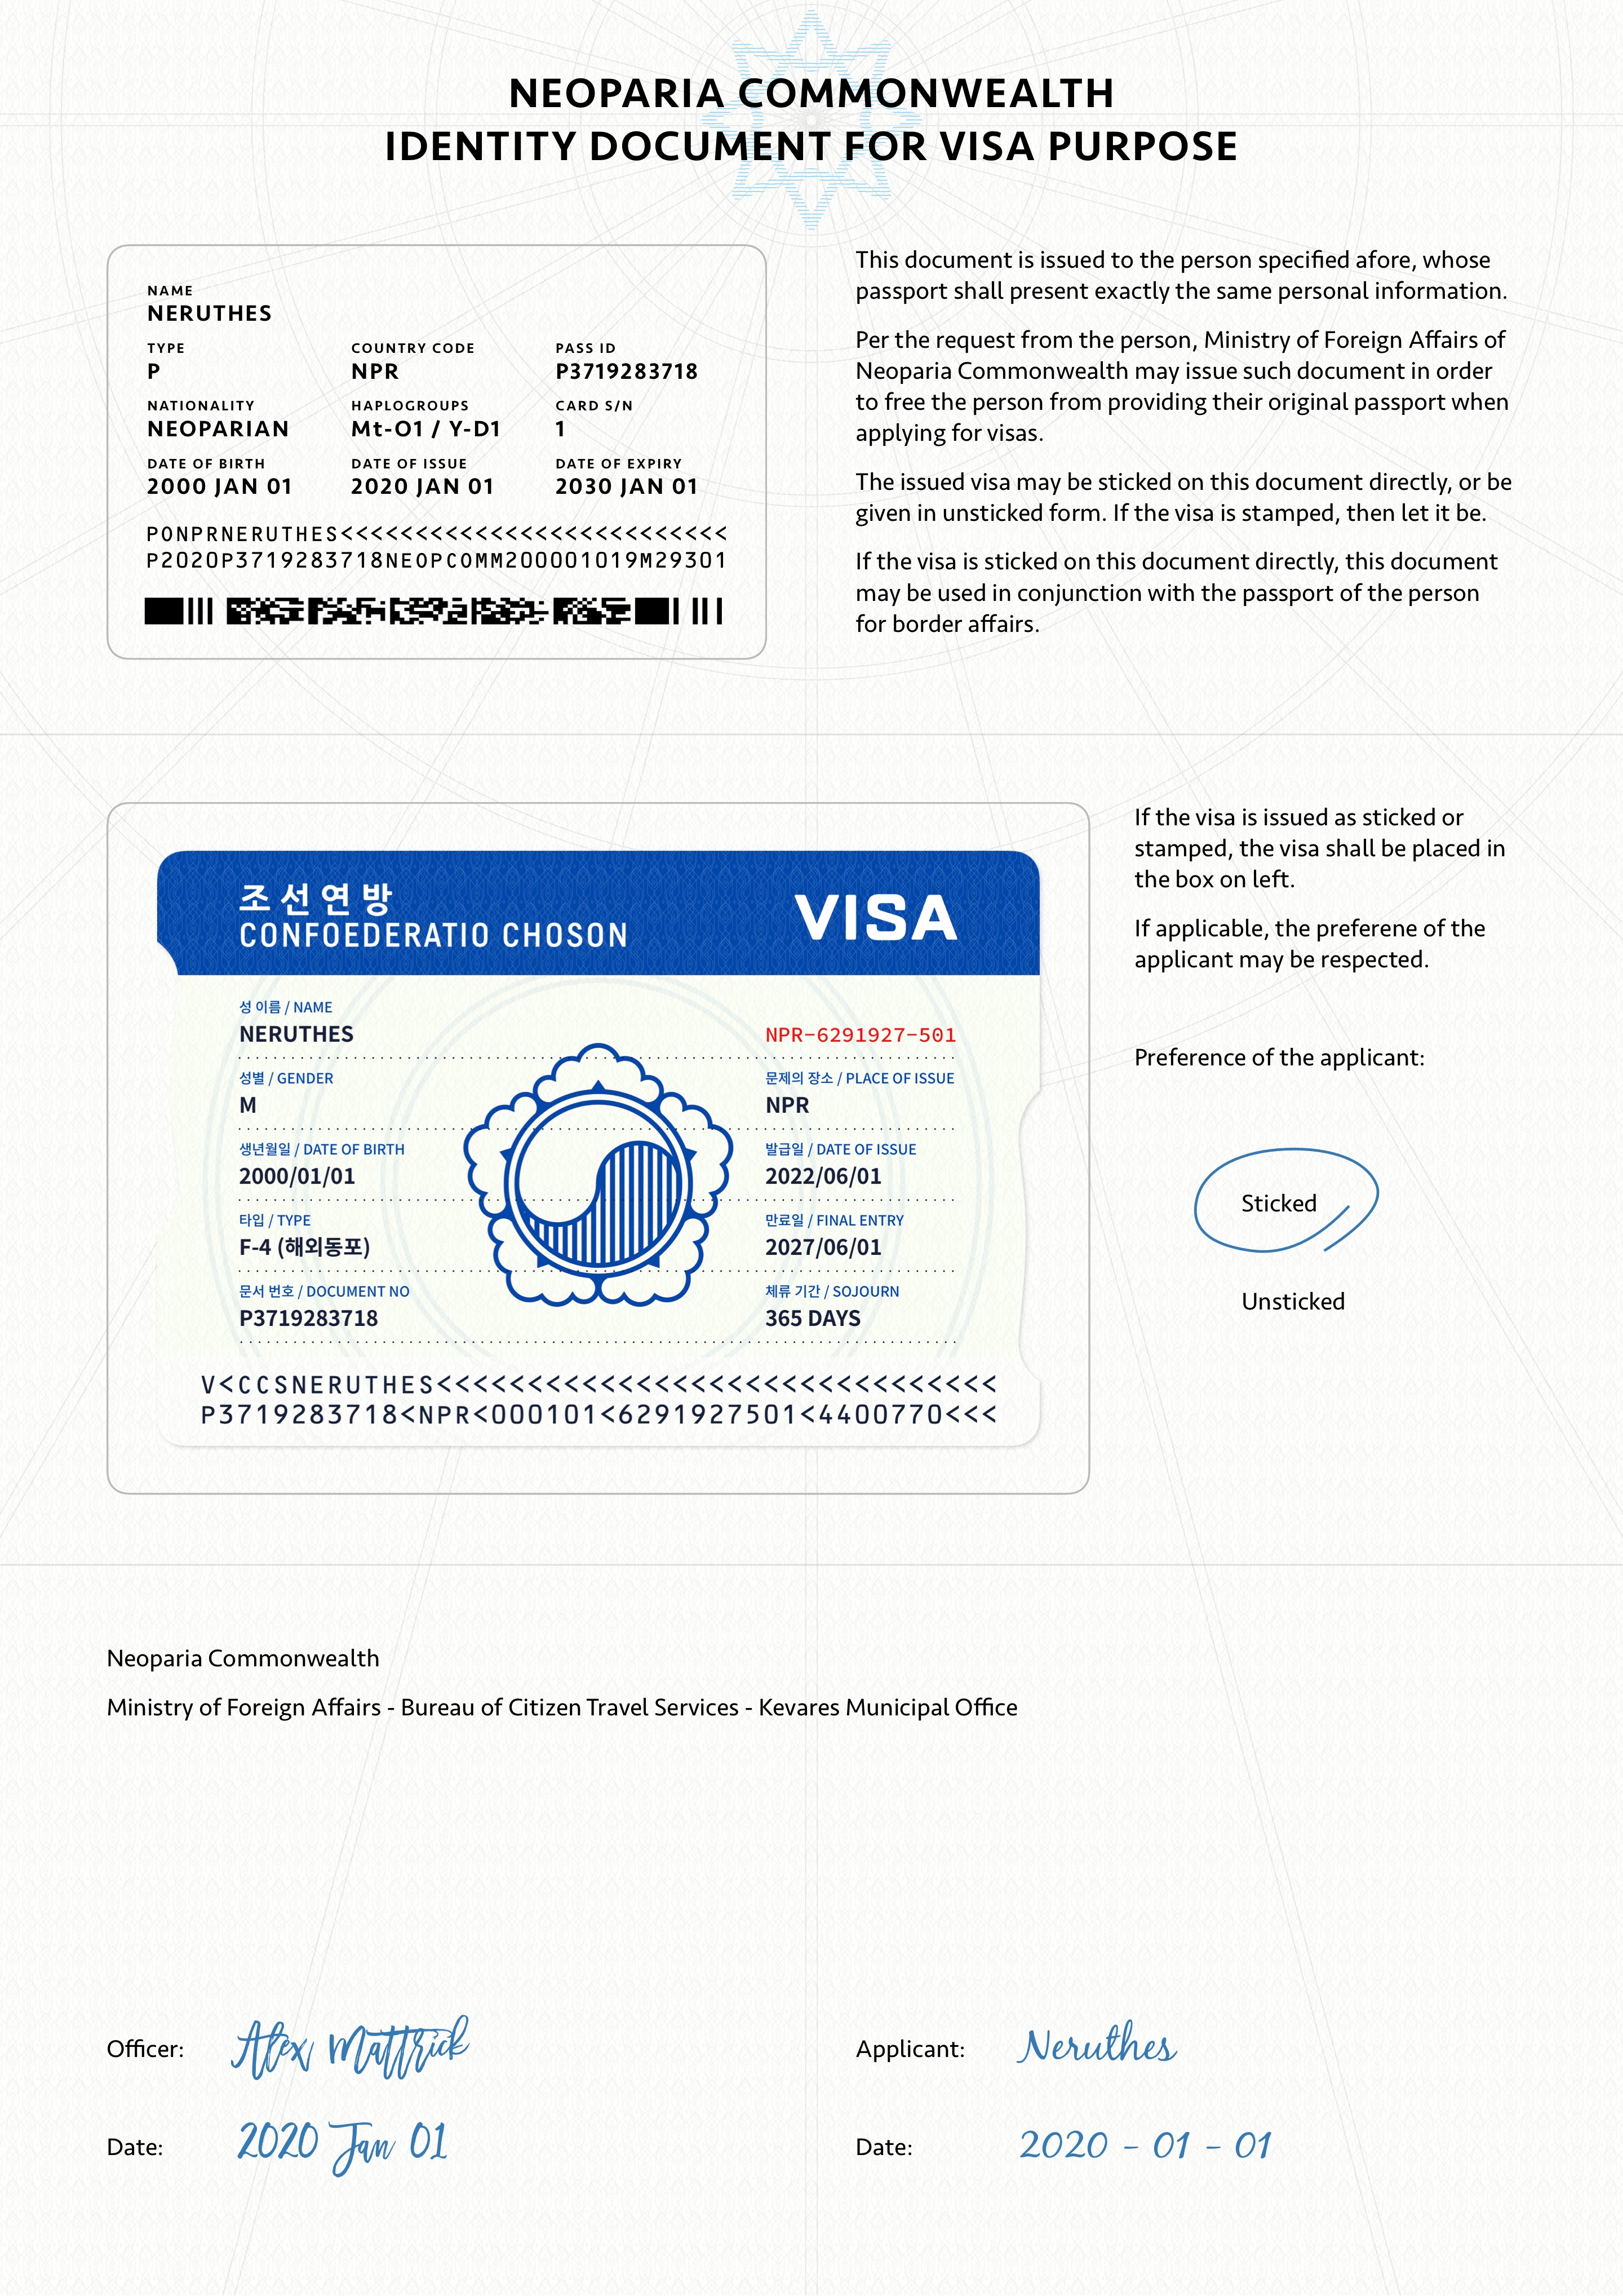 NEOPARIA COMMONWEALTH
IDENTITY DOCUMENT FOR VISA PURPOSE
NAME
NERUTHES
TYPE COUNTRY CODE PASS ID
P NPR P3719283718
NATIONALITY HAPLOGROUPS CARD S/N
NEOPARIAN Mt-O1 / Y-D1 1
DATE OF BIRTH DATE OF ISSUE DATE OF EXPIRY
2000 JAN 01 2020 JAN 01 2030 JAN 01
PONPRNERUTHES<<<<<<<<<<<<<<<<<<<<<<<<<<
P2020P3719283718NEOPCOMM200001019M29301
This document is issued to the person specified afore, whose
passport shall present exactly the same personal information.
Per the request from the person, Ministry of Foreign Affairs of
Neoparia Commonwealth may issue such document in order
to free the person from providing their original passport when
applying for visas.
The issued visa may be sticked on this document directly, or be
given in unsticked form. If the visa is stamped, then let it be.
If the visa is sticked on this document directly, this document
may be used in conjunction with the passport of the person
for border affairs.
조선연방
CONFOEDERATIO CHOSON
VISA
성 이름 / NAME
NERUTHES NPR-6291927-501
성별 / GENDER 문제의 장소 / PLACE OF ISSUE
M NPR
생년월일 / DATE OF BIRTH 발급일 / DATE OF ISSUE
2000/01/01 2022/06/01
타입 / TYPE 만료일 / FINAL ENTRY
F-4 (해외동포) 2027/06/01
문서 번호 / DOCUMENT NO 체류 기간 / SOJOURN
P3719283718 365 DAYS
V<CCSNERUTHES<<<<<<<<<<<<<<<<<<<<<<<<<<<<<<<
P3719283718<NPR<000101<6291927501<4400770<<<
If the visa is issued as sticked or
stamped, the visa shall be placed in
the box on left.
If applicable, the preferene of the
applicant may be respected.
Preference of the applicant:
Sticked
Unsticked
Neoparia Commonwealth
Ministry of Foreign Affairs - Bureau of Citizen Travel Services - Kevares Municipal Office
Officer: Alex Mattrick
Date: 2020 Jan 01
Applicant: Neruthes
Date: 2020 - 01 - 01